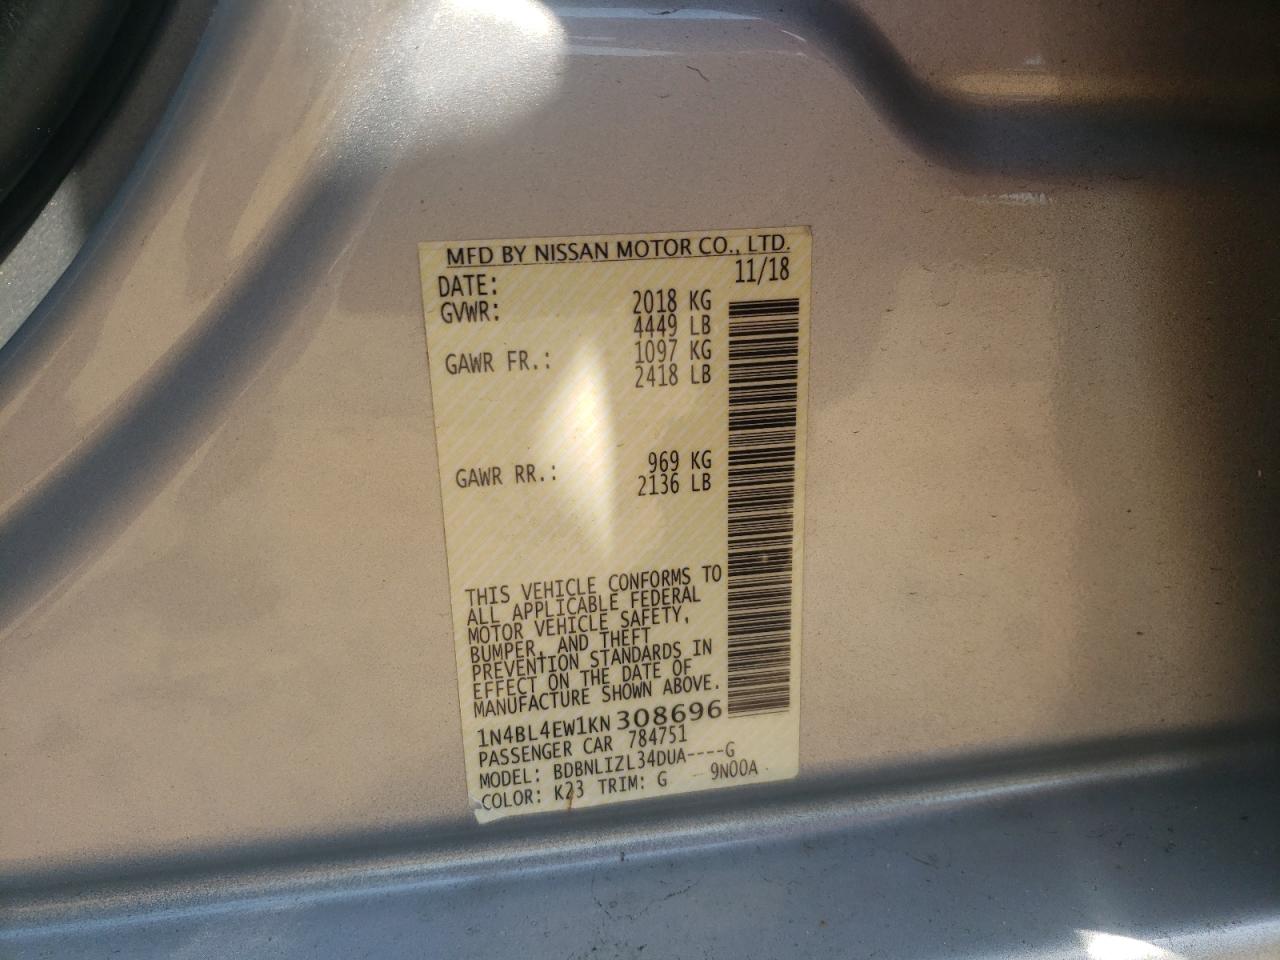 MFD BY NISSAN MOTOR CO., LTD.
DATE: 11/18
GVWR: 2018 KG
4449 LB
GAWR FR.: 1097 KG
2418 LB
GAWR RR.: 969 KG
2136 LB
THIS VEHICLE CONFORMS TO
ALL APPLICABLE FEDERAL
MOTOR VEHICLE SAFETY,
BUMPER, AND THEFT
PREVENTION STANDARDS IN
EFFECT ON THE DATE OF
MANUFACTURE SHOWN ABOVE.
1N4BL4EW1KN308696
PASSENGER CAR 784751
MODEL: BDBNLIZL34DUA----G
COLOR: K23 TRIM: G 9N00A